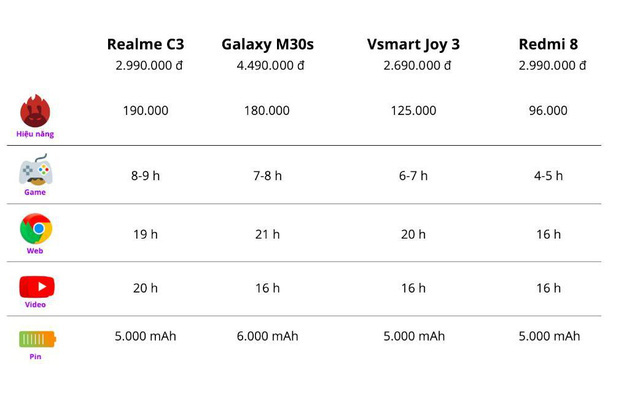 Realme C3 Galaxy M30s Vsmart Joy 3 Redmi 8
2.990.000 đ 4.490.000 đ 2.690.000 đ 2.990.000 đ
190.000 180.000 125.000 96.000
Hiệu năng
8-9 h 7-8 h 6-7 h 4-5 h
Game
19 h 21 h 20 h 16 h
Web
20 h 16 h 16 h 16 h
Video
5.000 mAh 6.000 mAh 5.000 mAh 5.000 mAh
Pin